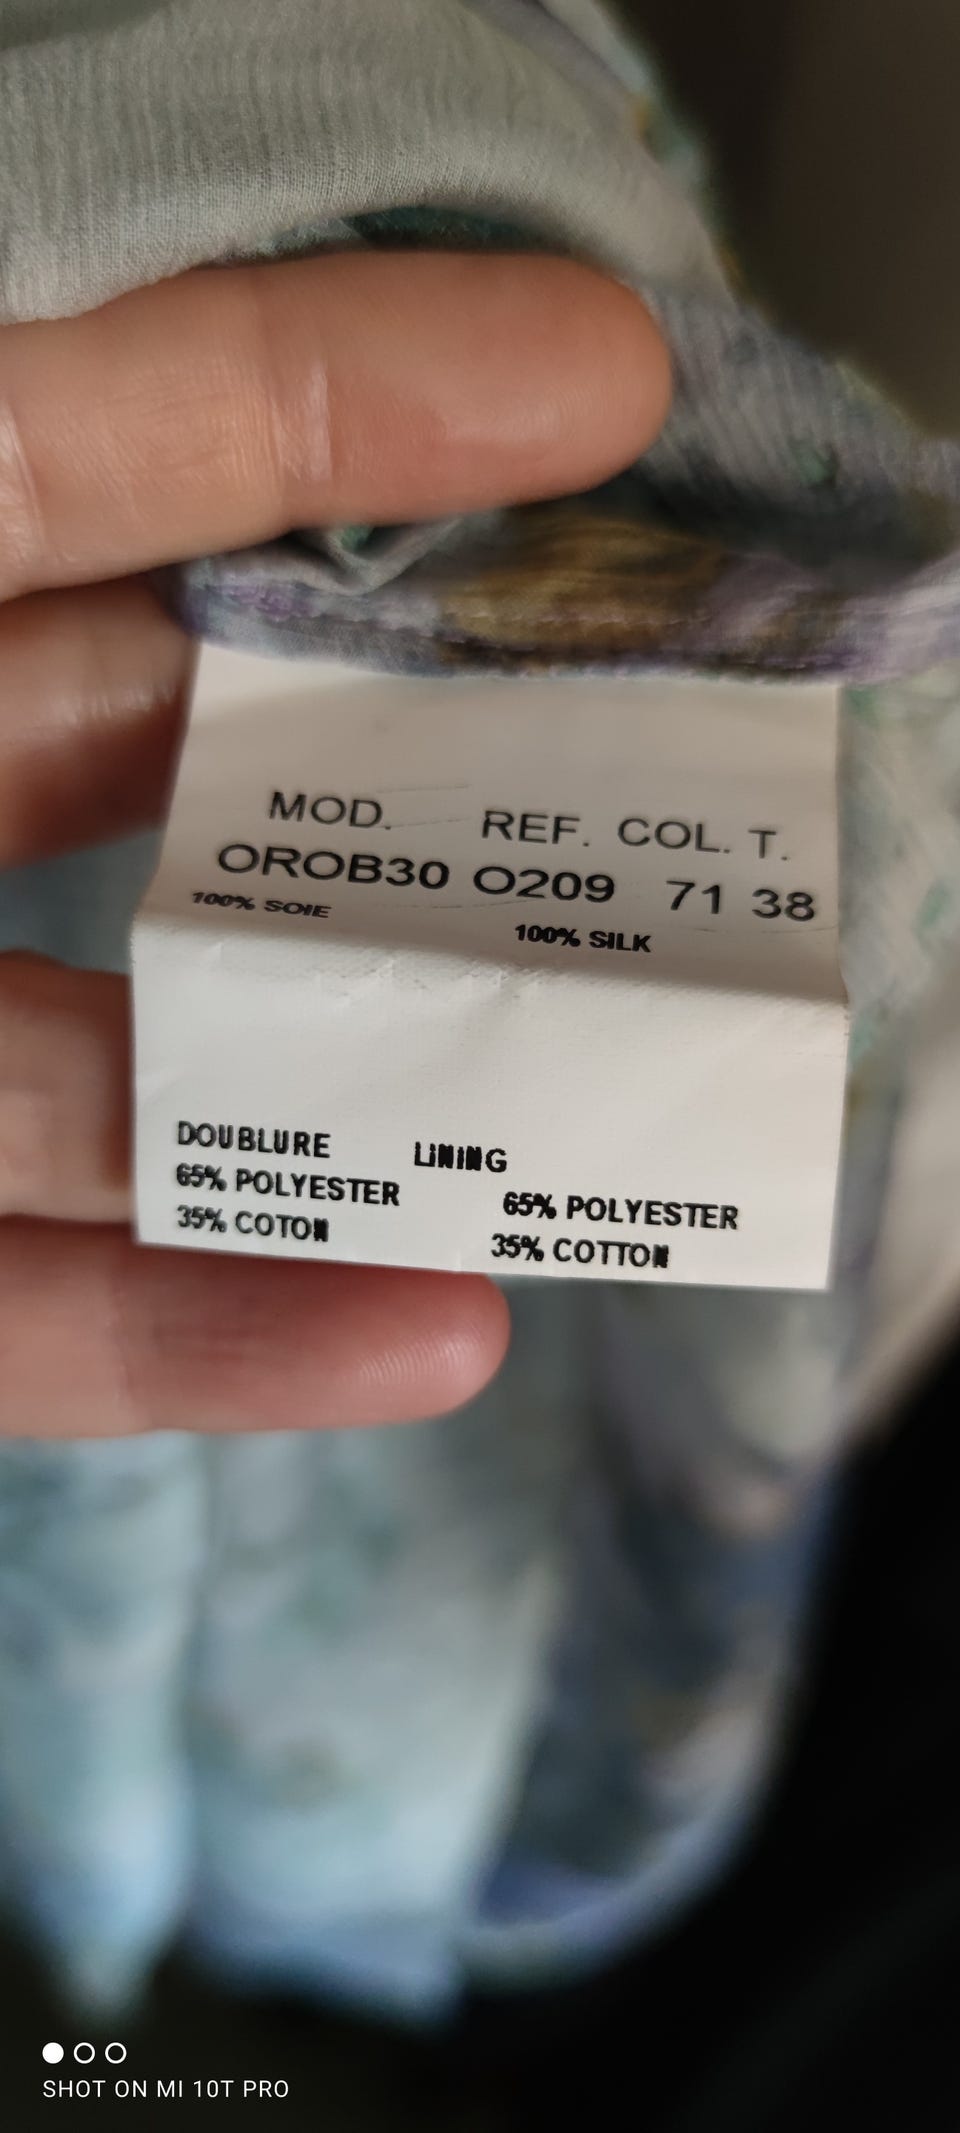 MOD. REF. COL. T.
OROB30 O209 71 38
100% SOIE
100% SILK
DOUBLURE LINING
65% POLYESTER
65% POLYESTER
35% COTON
35% COTTON
SHOT ON MI 10T PRO